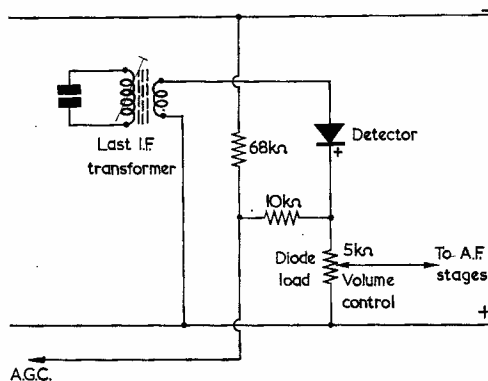 −
Last I.F.
transformer
68kΩ
Detector
+
10kΩ
5kΩ
Diode
load
Volume
control
To A.F.
stages
+
A.G.C.